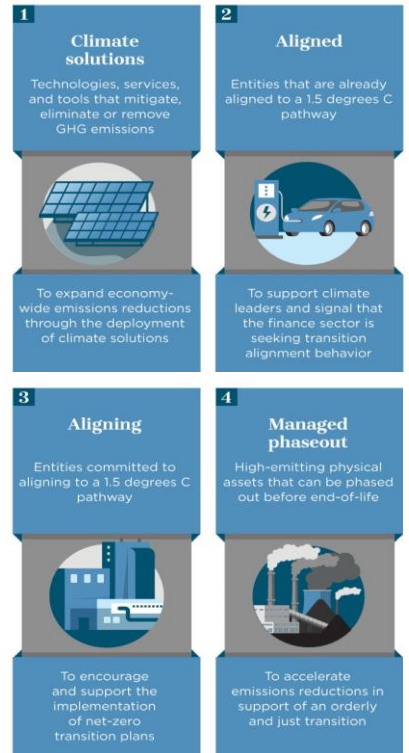 1
Climate
solutions
Technologies, services,
and tools that mitigate,
eliminate or remove
GHG emissions
To expand economy-
wide emissions reductions
through the deployment
of climate solutions
2
Aligned
Entities that are already
aligned to a 1.5 degrees C
pathway
To support climate
leaders and signal that
the finance sector is
seeking transition
alignment behavior
3
Aligning
Entities committed to
aligning to a 1.5 degrees C
pathway
To encourage
and support the
implementation
of net-zero
transition plans
4
Managed
phaseout
High-emitting physical
assets that can be phased
out before end-of-life
To accelerate
emissions reductions in
support of an orderly
and just transition